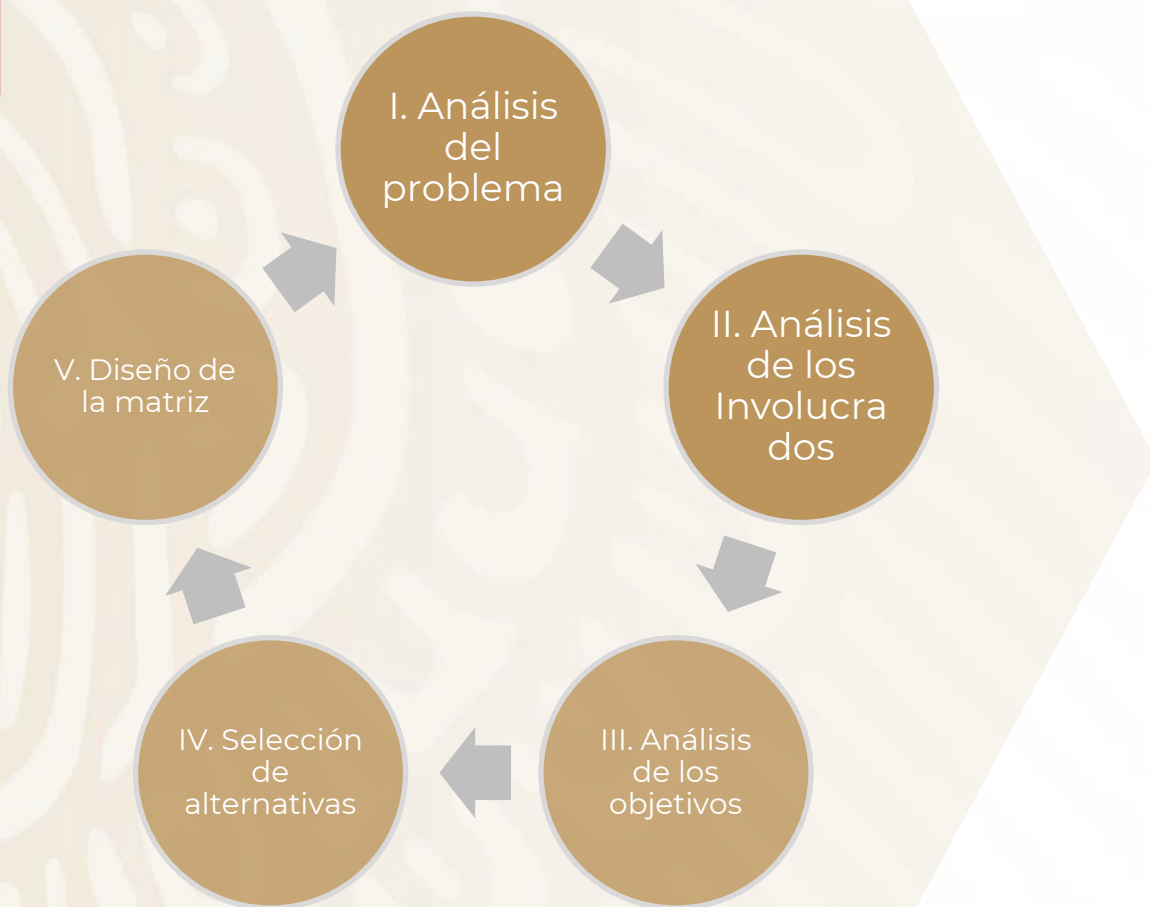 I. Análisis
del
problema
II. Análisis
de los
Involucra
dos
III. Análisis
de los
objetivos
IV. Selección
de
alternativas
V. Diseño de
la matriz